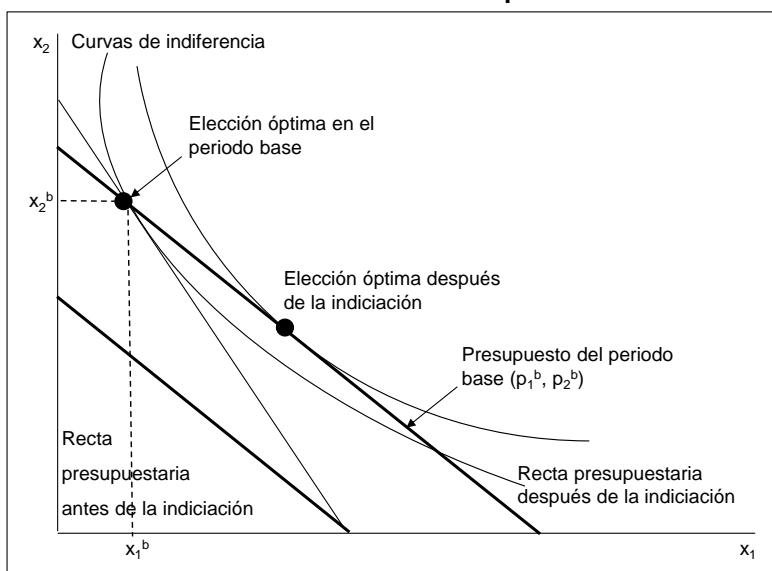 x₂
Curvas de indiferencia
Elección óptima en el
periodo base
x₂ᵇ
Elección óptima después
de la indiciación
Presupuesto del periodo
base (p₁ᵇ, p₂ᵇ)
Recta
presupuestaria
antes de la indiciación
Recta presupuestaria
después de la indiciación
x₁ᵇ
x₁